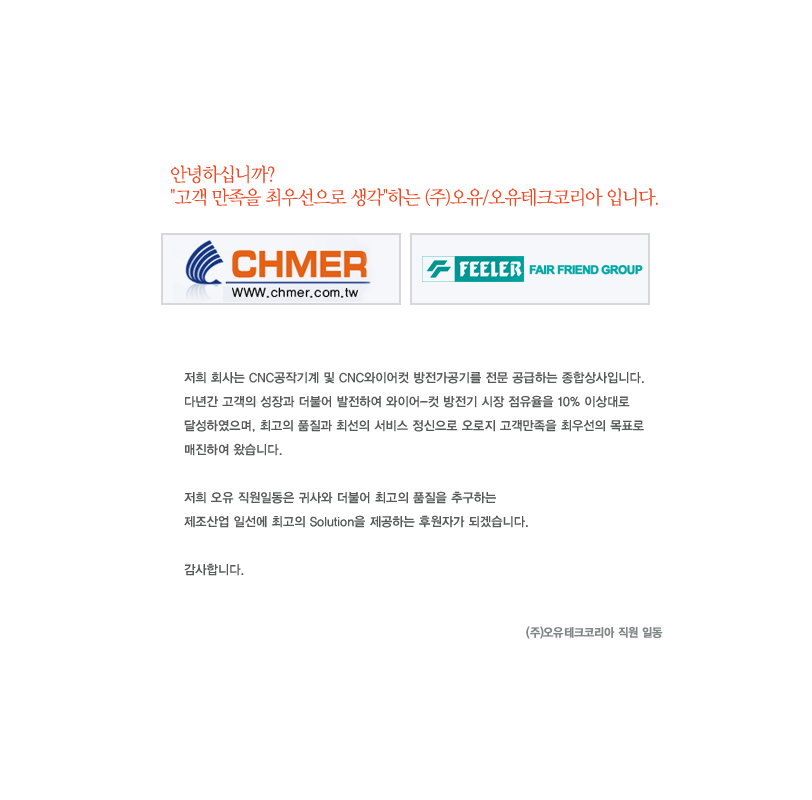 안녕하십니까?
"고객 만족을 최우선으로 생각"하는 (주)오유/오유테크코리아 입니다.
CHMER
WWW.chmer.com.tw
FEELER FAIR FRIEND GROUP
저희 회사는 CNC공작기계 및 CNC와이어컷 방전가공기를 전문 공급하는 종합상사입니다.
다년간 고객의 성장과 더불어 발전하여 와이어-컷 방전기 시장 점유율을 10% 이상대로
달성하였으며, 최고의 품질과 최선의 서비스 정신으로 오로지 고객만족을 최우선의 목표로
매진하여 왔습니다.
저희 오유 직원일동은 귀사와 더불어 최고의 품질을 추구하는
제조산업 일선에 최고의 Solution을 제공하는 후원자가 되겠습니다.
감사합니다.
(주)오유테크코리아 직원 일동